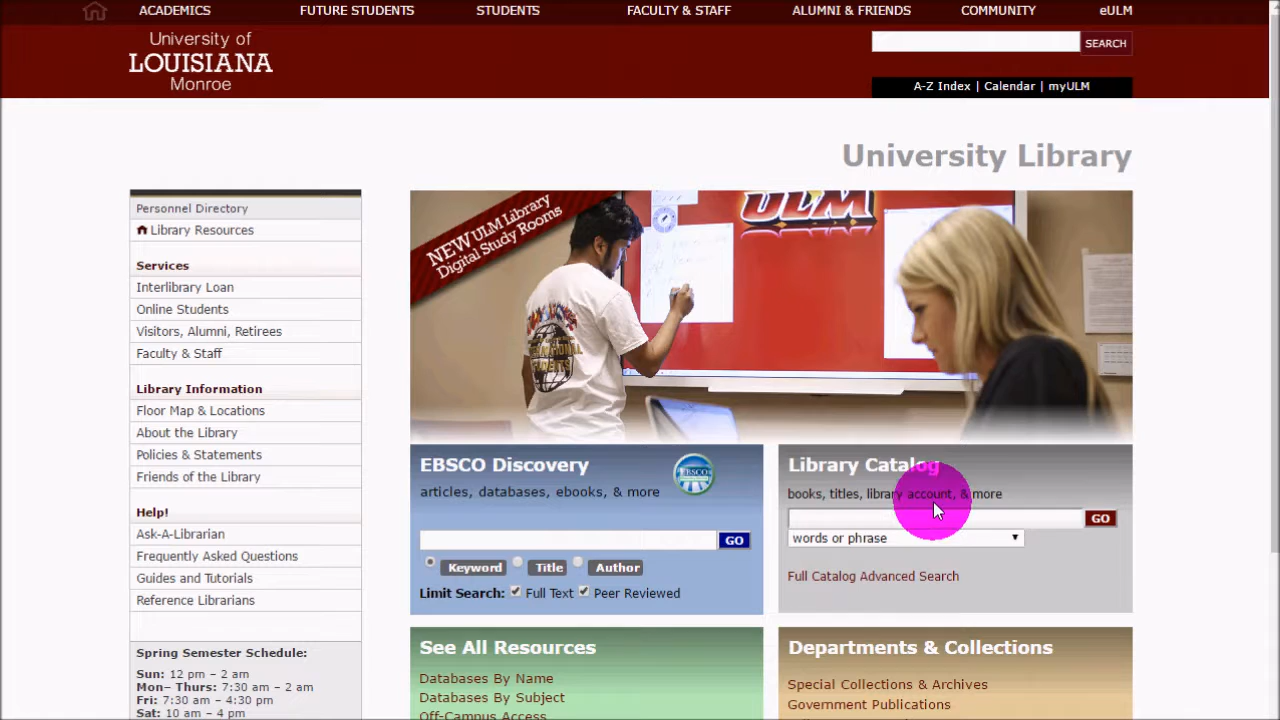 ACADEMICS FUTURE STUDENTS STUDENTS FACULTY & STAFF ALUMNI & FRIENDS COMMUNITY eULM
University of
LOUISIANA
Monroe
SEARCH
A-Z Index | Calendar | myULM
University Library
Personnel Directory
Library Resources
Services
Interlibrary Loan
Online Students
Visitors, Alumni, Retirees
Faculty & Staff
Library Information
Floor Map & Locations
About the Library
Policies & Statements
Friends of the Library
Help!
Ask-A-Librarian
Frequently Asked Questions
Guides and Tutorials
Reference Librarians
Spring Semester Schedule:
Sun: 12 pm – 2 am
Mon– Thurs: 7:30 am – 2 am
Fri: 7:30 am – 4:30 pm
Sat: 10 am – 4 pm
NEW ULM Library
Digital Study Rooms
ULM
EBSCO Discovery
EBSCO
articles, databases, ebooks, & more
GO
Keyword Title Author
Limit Search: Full Text Peer Reviewed
Library Catalog
books, titles, library account, & more
GO
words or phrase
Full Catalog Advanced Search
See All Resources
Databases By Name
Databases By Subject
Off-Campus Access
Departments & Collections
Special Collections & Archives
Government Publications